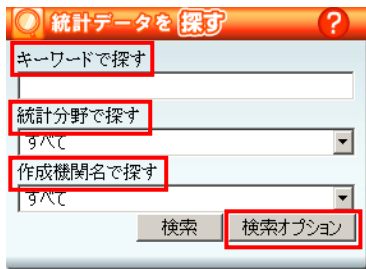 統計データを 探す ?
キーワードで探す
統計分野で探す
すべて
作成機関名で探す
すべて
検索 検索オプション